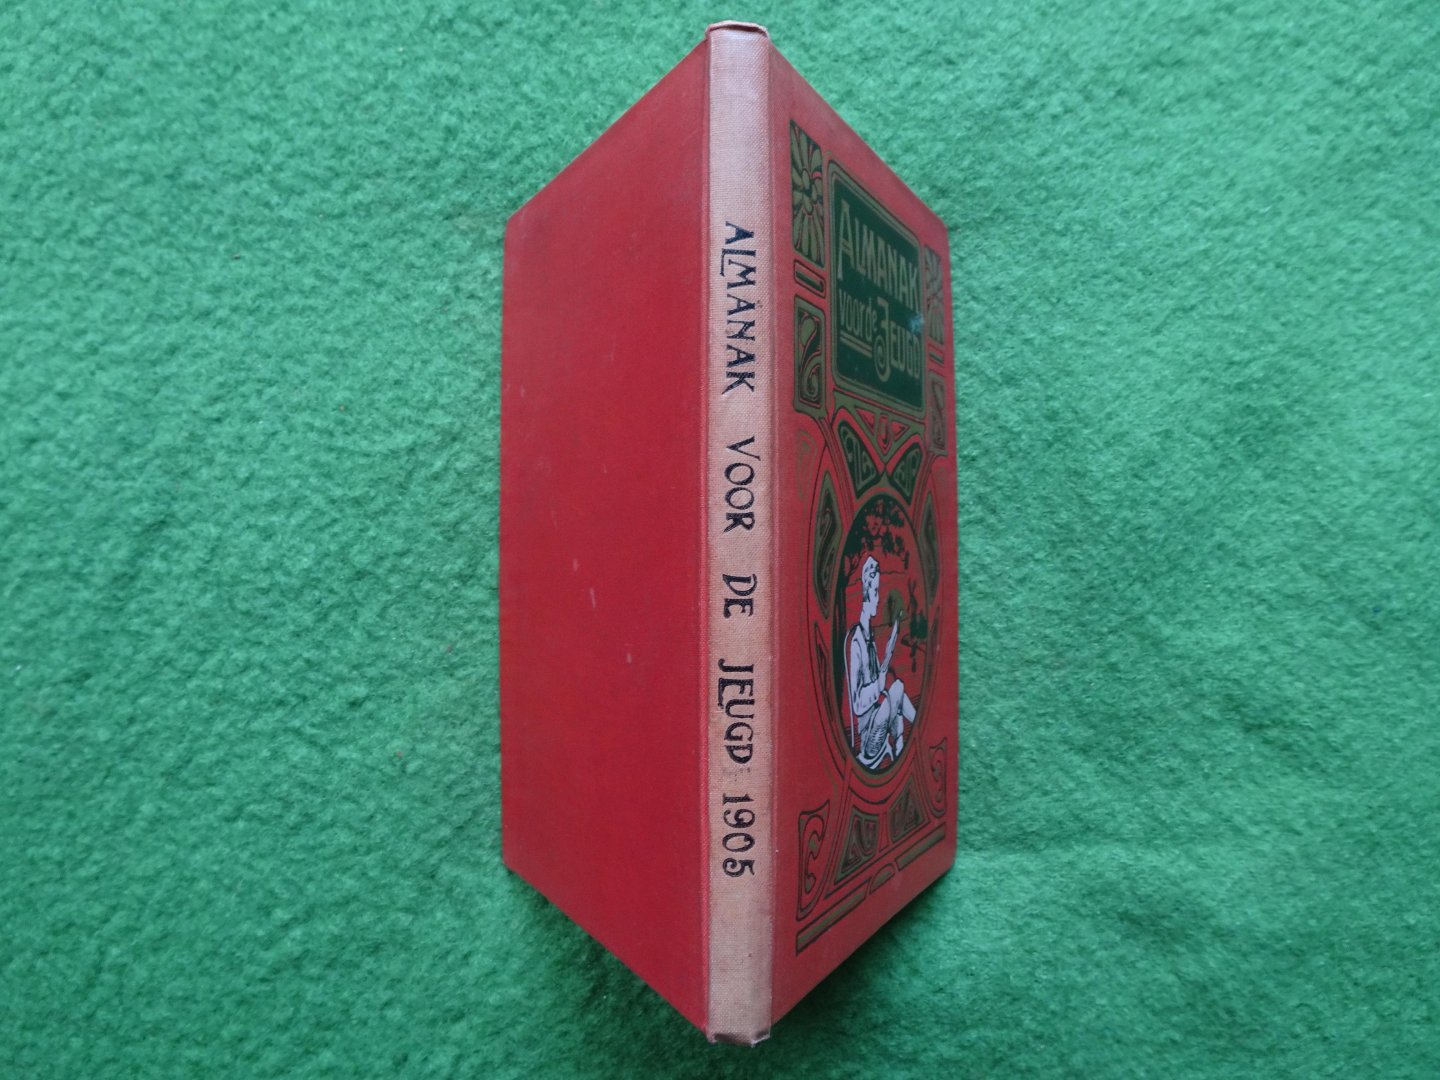 ALMANAK VOOR DE JEUGD 1905
ALMANAK
voor de JEUGD